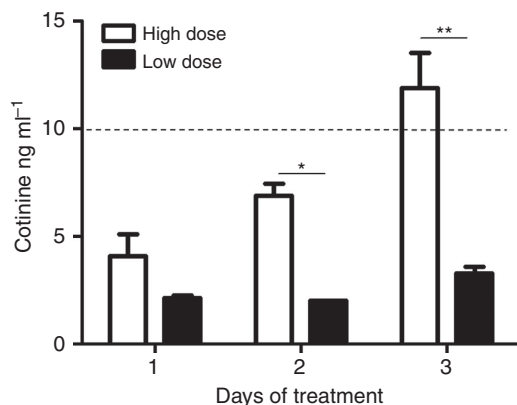 15
High dose
Low dose
**
10
*
Cotinine ng ml⁻¹
5
0
1 2 3
Days of treatment